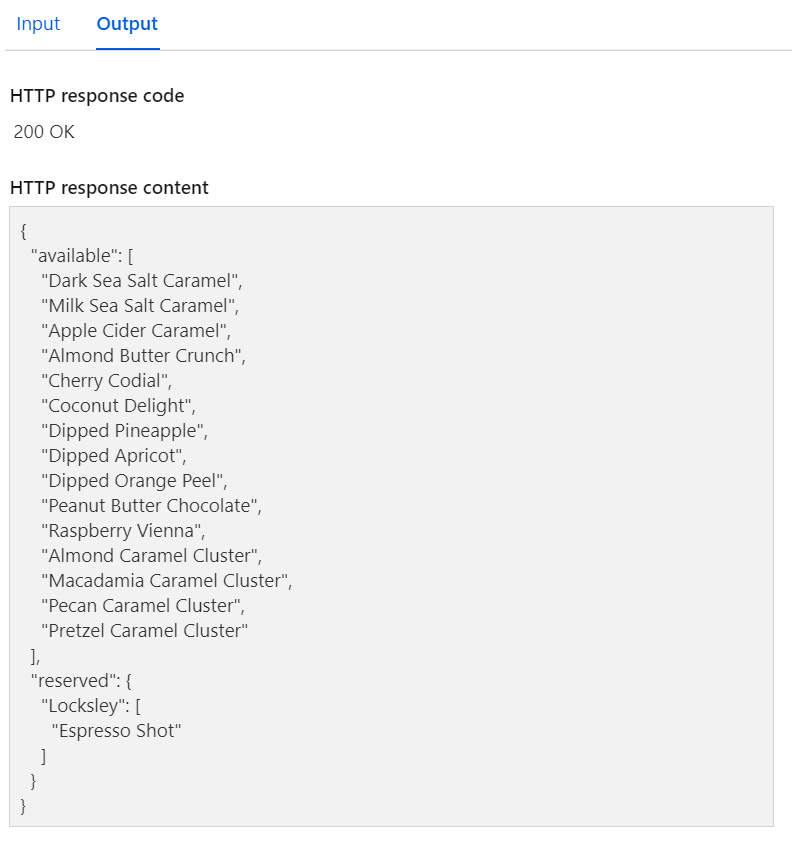 Input Output
HTTP response code
200 OK
HTTP response content
{
"available": [
"Dark Sea Salt Caramel",
"Milk Sea Salt Caramel",
"Apple Cider Caramel",
"Almond Butter Crunch",
"Cherry Codial",
"Coconut Delight",
"Dipped Pineapple",
"Dipped Apricot",
"Dipped Orange Peel",
"Peanut Butter Chocolate",
"Raspberry Vienna",
"Almond Caramel Cluster",
"Macadamia Caramel Cluster",
"Pecan Caramel Cluster",
"Pretzel Caramel Cluster"
],
"reserved": {
"Locksley": [
"Espresso Shot"
]
}
}